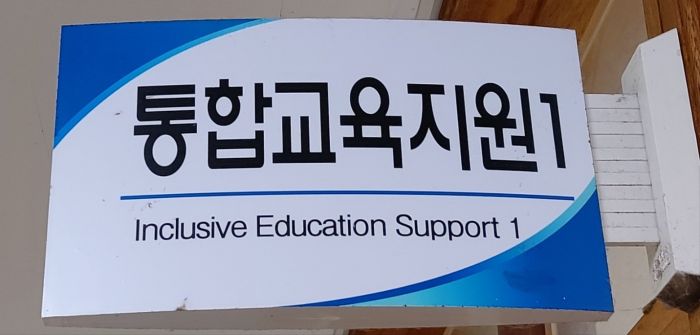 통합교육지원1
Inclusive Education Support 1